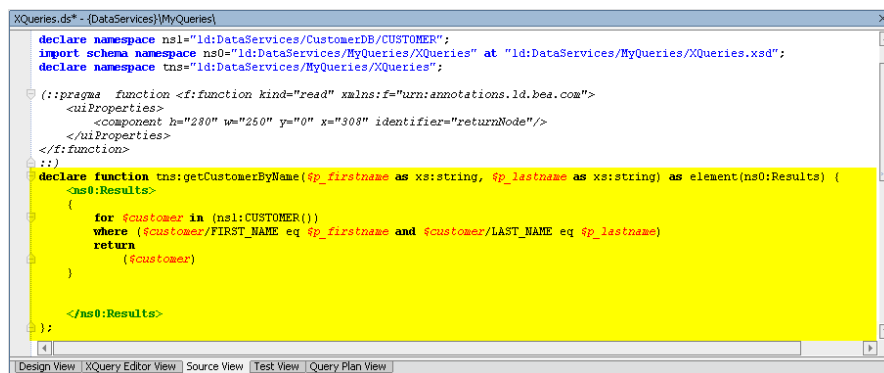 XQueries.ds* - {DataServices}\MyQueries\
declare namespace ns1="ld:DataServices/CustomerDB/CUSTOMER";
import schema namespace ns0="ld:DataServices/MyQueries/XQueries" at "ld:DataServices/MyQueries/XQueries.xsd";
declare namespace tns="ld:DataServices/MyQueries/XQueries";
(::pragma  function <f:function kind="read" xmlns:f="urn:annotations.ld.bea.com">
<uiProperties>
<component h="280" w="250" y="0" x="308" identifier="returnNode"/>
</uiProperties>
</f:function>
::)
declare function tns:getCustomerByName($p_firstname as xs:string, $p_lastname as xs:string) as element(ns0:Results) {
<ns0:Results>
{
for $customer in (ns1:CUSTOMER())
where ($customer/FIRST_NAME eq $p_firstname and $customer/LAST_NAME eq $p_lastname)
return
($customer)
}
</ns0:Results>
};
Design View XQuery Editor View Source View Test View Query Plan View